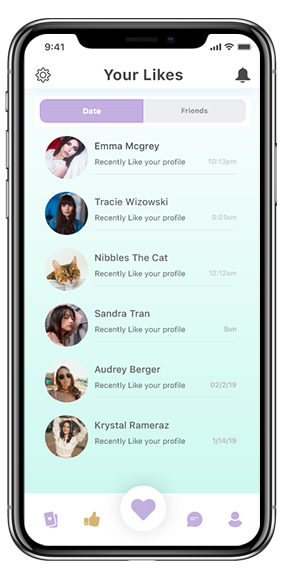 9:41
Your Likes
Date Friends
Emma Mcgrey
Recently Like your profile 10:13pm
Tracie Wizowski
Recently Like your profile 9:01am
Nibbles The Cat
Recently Like your profile 12:12am
Sandra Tran
Recently Like your profile Sun
Audrey Berger
Recently Like your profile 02/2/19
Krystal Rameraz
Recently Like your profile 1/14/19